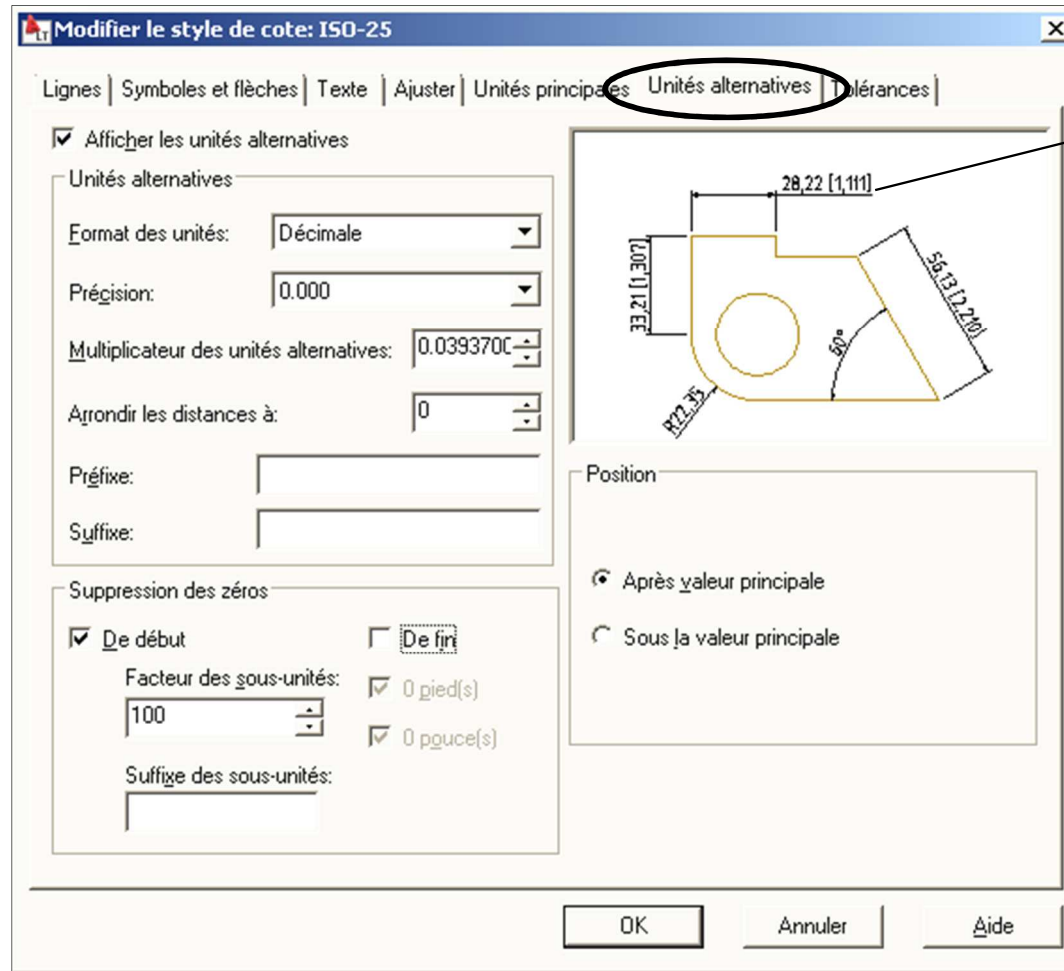 LT Modifier le style de cote: ISO-25
Lignes Symboles et flèches Texte Ajuster Unités principales Unités alternatives Tolérances
Afficher les unités alternatives
Unités alternatives
Format des unités: Décimale
Précision: 0.000
Multiplicateur des unités alternatives: 0.039370
Arrondir les distances à: 0
Préfixe:
Suffixe:
Suppression des zéros
De début
De fin
Facteur des sous-unités:
0 pied(s)
100
0 pouce(s)
Suffixe des sous-unités:
28,22 [1,111]
33,21 [1,307]
56,13 [2,210]
60°
R22,35
Position
Après valeur principale
Sous la valeur principale
OK Annuler Aide